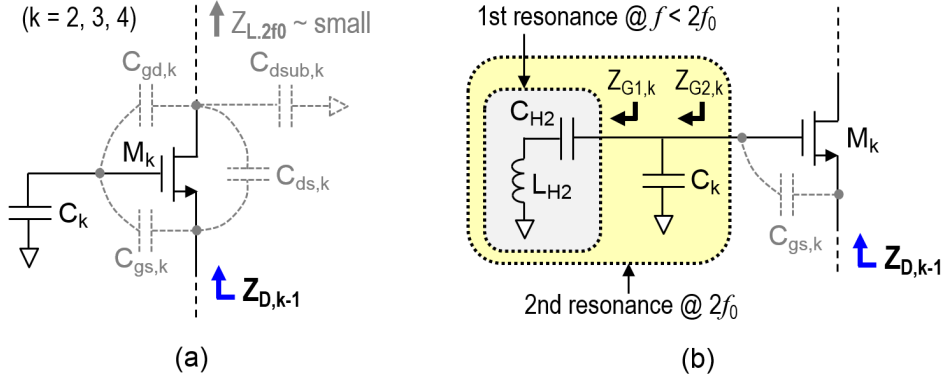 (k = 2, 3, 4)
Z_L.2f0 ~ small
C_gd,k
C_dsub,k
M_k
C_ds,k
C_k
C_gs,k
Z_D,k-1
(a)
1st resonance @ f < 2f_0
Z_G1,k
Z_G2,k
C_H2
M_k
L_H2
C_k
C_gs,k
Z_D,k-1
2nd resonance @ 2f_0
(b)